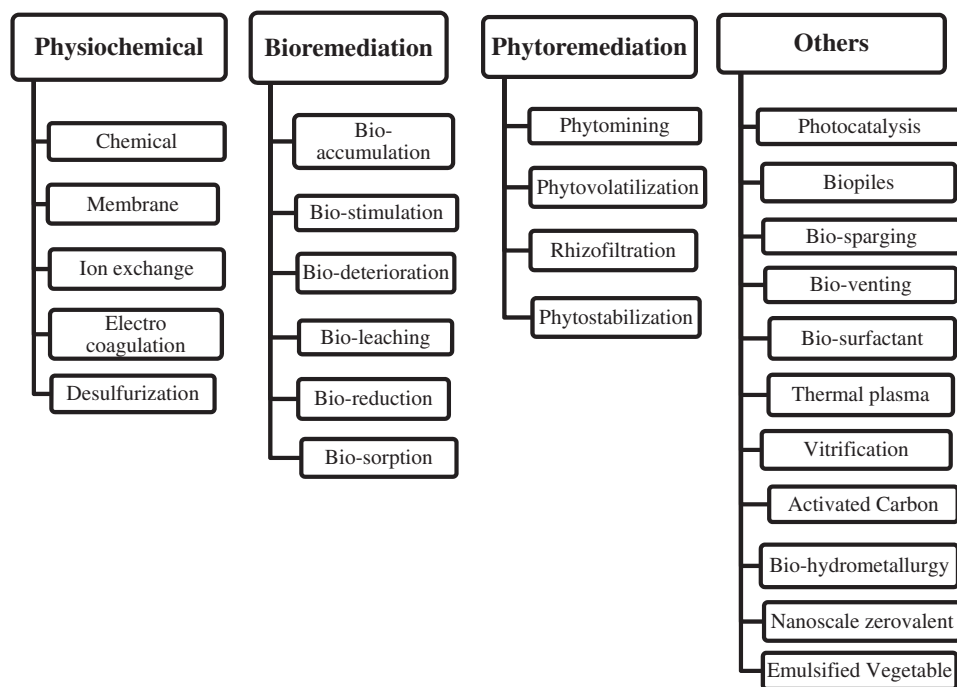 Physiochemical
Chemical
Membrane
Ion exchange
Electro
coagulation
Desulfurization
Bioremediation
Bio-
accumulation
Bio-stimulation
Bio-deterioration
Bio-leaching
Bio-reduction
Bio-sorption
Phytoremediation
Phytomining
Phytovolatilization
Rhizofiltration
Phytostabilization
Others
Photocatalysis
Biopiles
Bio-sparging
Bio-venting
Bio-surfactant
Thermal plasma
Vitrification
Activated Carbon
Bio-hydrometallurgy
Nanoscale zerovalent
Emulsified Vegetable